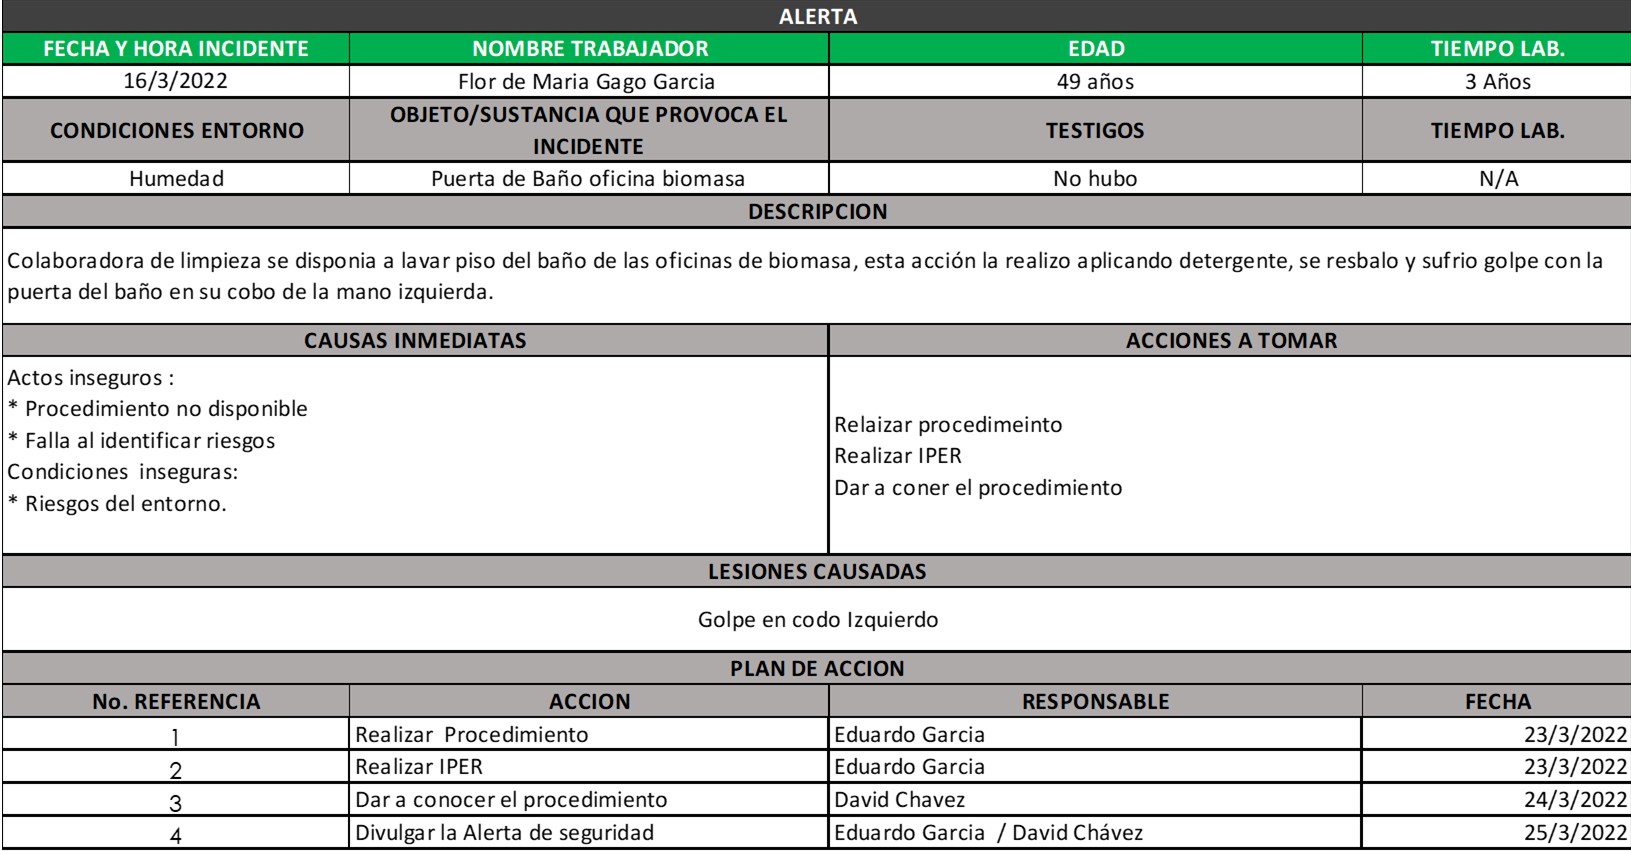 ALERTA
FECHA Y HORA INCIDENTE NOMBRE TRABAJADOR EDAD TIEMPO LAB.
16/3/2022 Flor de Maria Gago Garcia 49 años 3 Años
CONDICIONES ENTORNO OBJETO/SUSTANCIA QUE PROVOCA EL INCIDENTE TESTIGOS TIEMPO LAB.
Humedad Puerta de Baño oficina biomasa No hubo N/A
DESCRIPCION
Colaboradora de limpieza se disponia a lavar piso del baño de las oficinas de biomasa, esta acción la realizo aplicando detergente, se resbalo y sufrio golpe con la
puerta del baño en su cobo de la mano izquierda.
CAUSAS INMEDIATAS ACCIONES A TOMAR
Actos inseguros :
* Procedimiento no disponible
* Falla al identificar riesgos
Condiciones inseguras:
* Riesgos del entorno.
Relaizar procedimeinto
Realizar IPER
Dar a coner el procedimiento
LESIONES CAUSADAS
Golpe en codo Izquierdo
PLAN DE ACCION
No. REFERENCIA ACCION RESPONSABLE FECHA
1 Realizar Procedimiento Eduardo Garcia 23/3/2022
2 Realizar IPER Eduardo Garcia 23/3/2022
3 Dar a conocer el procedimiento David Chavez 24/3/2022
4 Divulgar la Alerta de seguridad Eduardo Garcia / David Chávez 25/3/2022